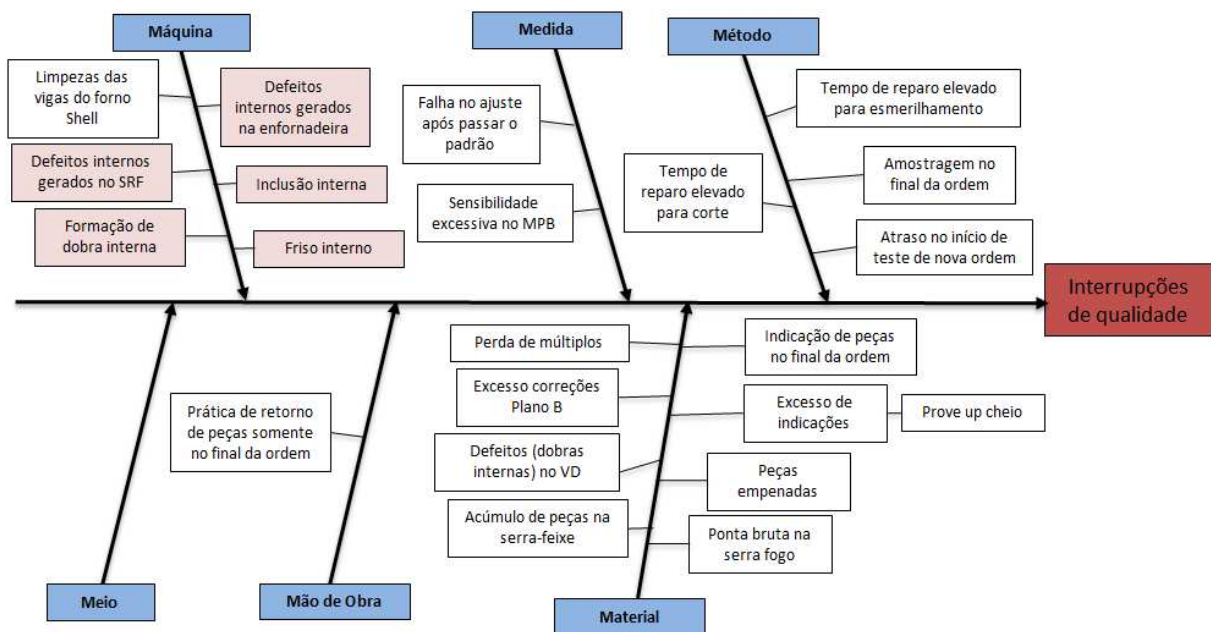 Máquina
Medida
Método
Limpezas das
vigas do forno
Shell
Defeitos
internos gerados
na enfornadeira
Defeitos internos
gerados no SRF
Inclusão interna
Formação de
dobra interna
Friso interno
Falha no ajuste
após passar o
padrão
Sensibilidade
excessiva no MPB
Tempo de reparo elevado
para esmerilhamento
Tempo de
reparo elevado
para corte
Amostragem no
final da ordem
Atraso no início de
teste de nova ordem
Interrupções
de qualidade
Prática de retorno
de peças somente
no final da ordem
Perda de múltiplos
Indicação de peças
no final da ordem
Excesso correções
Plano B
Excesso de
indicações
Prove up cheio
Defeitos (dobras
internas) no VD
Peças
empenadas
Acúmulo de peças na
serra-feixe
Ponta bruta na
serra fogo
Meio
Mão de Obra
Material